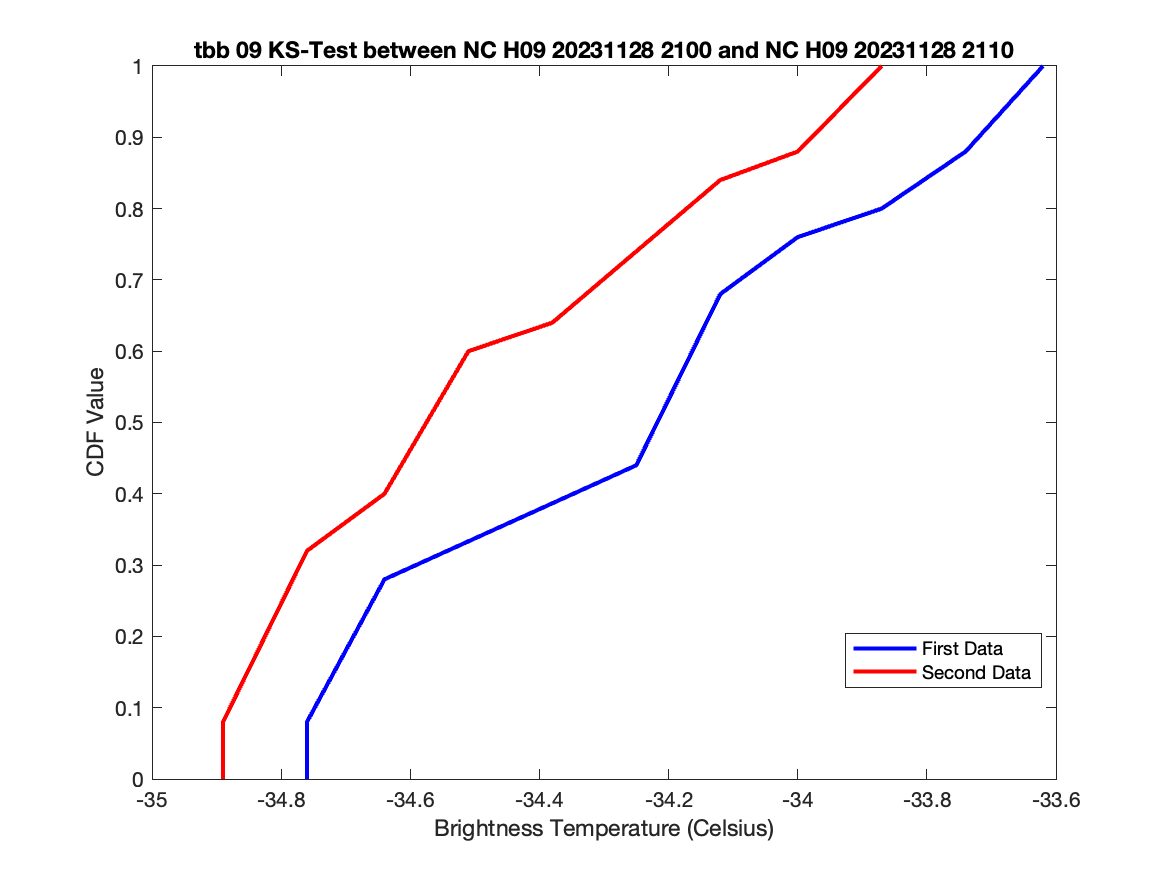 tbb 09 KS-Test between NC H09 20231128 2100 and NC H09 20231128 2110
1
0.9
0.8
0.7
0.6
0.5
0.4
0.3
0.2
0.1
0
CDF Value
First Data
Second Data
-35 -34.8 -34.6 -34.4 -34.2 -34 -33.8 -33.6
Brightness Temperature (Celsius)